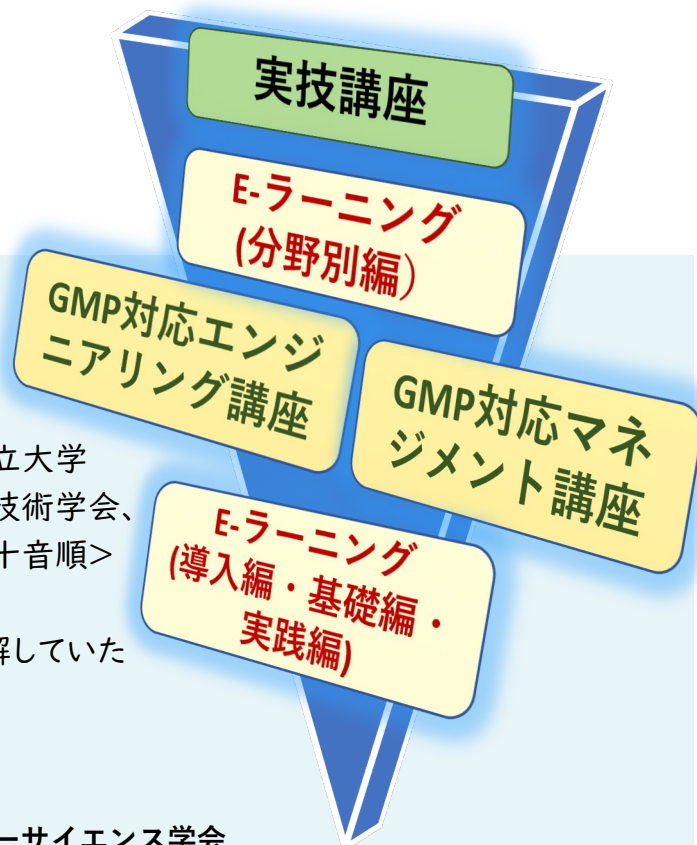 実技講座
E-ラーニング
(分野別編）
GMP対応エンジ
ニアリング講座
GMP対応マネ
ジメント講座
立大学
技術学会、
十音順>
E-ラーニング
(導入編・基礎編・
実践編)
解していた
ーサイエンス学会